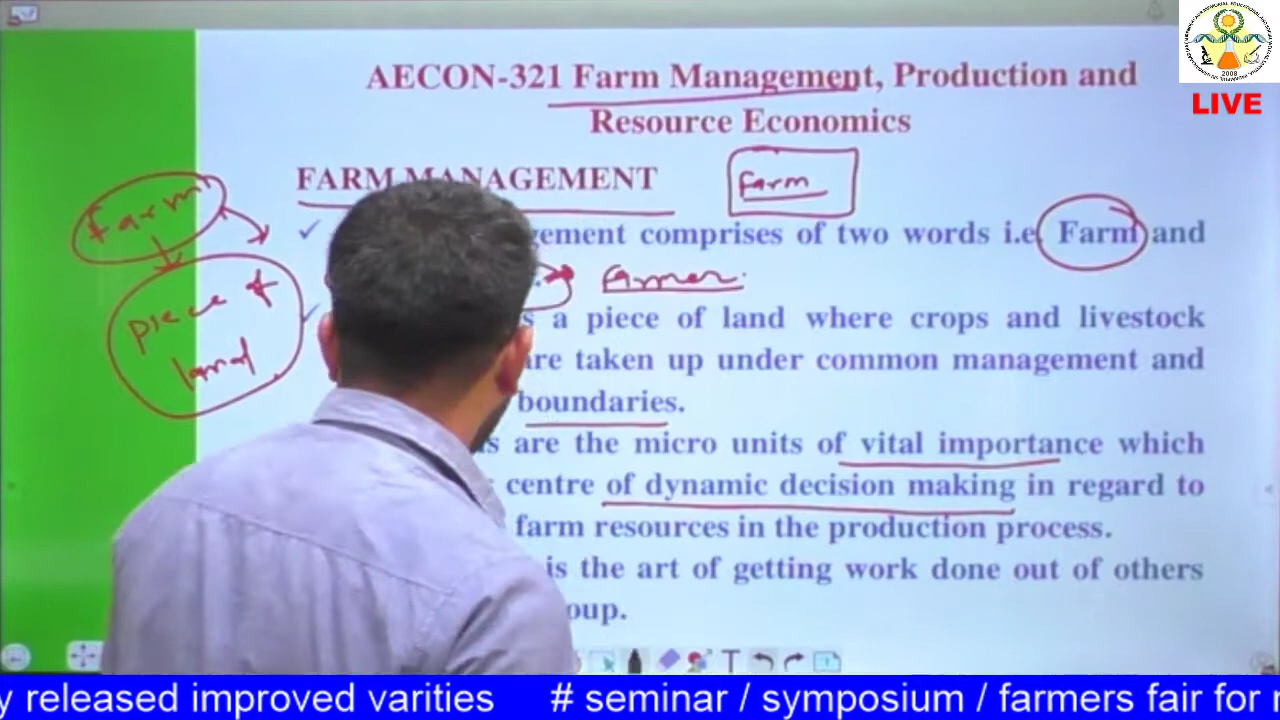 AECON-321 Farm Management, Production and
Resource Economics
LIVE
FARM MANAGEMENT
Farm
farm
gement comprises of two words i.e. Farm and
Farmer.
piece of
land
s a piece of land where crops and livestock
are taken up under common management and
boundaries.
s are the micro units of vital importance which
centre of dynamic decision making in regard to
farm resources in the production process.
is the art of getting work done out of others
oup.
y released improved varities # seminar / symposium / farmers fair for
2008